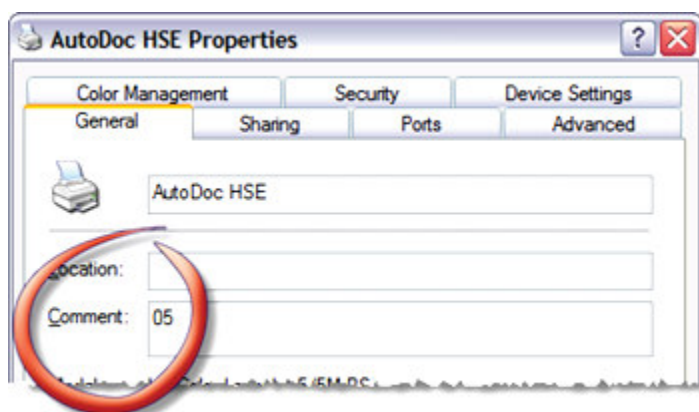 AutoDoc HSE Properties
?
Color Management Security Device Settings
General Sharing Ports Advanced
AutoDoc HSE
Location:
Comment: 05